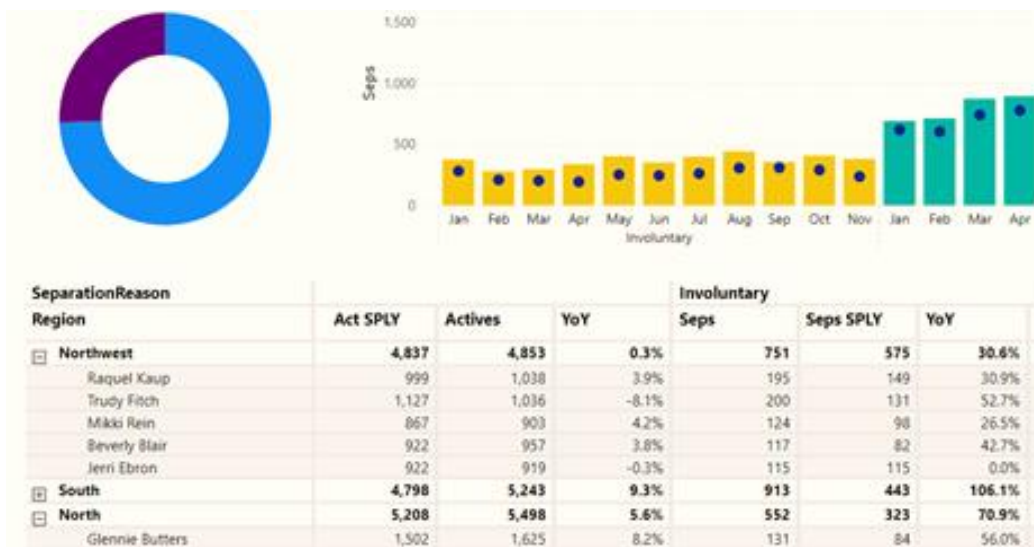 1,500
1,000
500
0
Seps
Jan Feb Mar Apr May Jun Jul Aug Sep Oct Nov Jan Feb Mar Apr
Involuntary
SeparationReason Involuntary
Region Act SPLY Actives YoY Seps Seps SPLY YoY
Northwest 4,837 4,853 0.3% 751 575 30.6%
Raquel Kaup 999 1,038 3.9% 195 149 30.9%
Trudy Fitch 1,127 1,036 -8.1% 200 131 52.7%
Mikki Rein 867 903 4.2% 124 98 26.5%
Beverly Blair 922 957 3.8% 117 82 42.7%
Jerri Ebron 922 919 -0.3% 115 115 0.0%
South 4,798 5,243 9.3% 913 443 106.1%
North 5,208 5,498 5.6% 552 323 70.9%
Glennie Butters 1,502 1,625 8.2% 131 84 56.0%